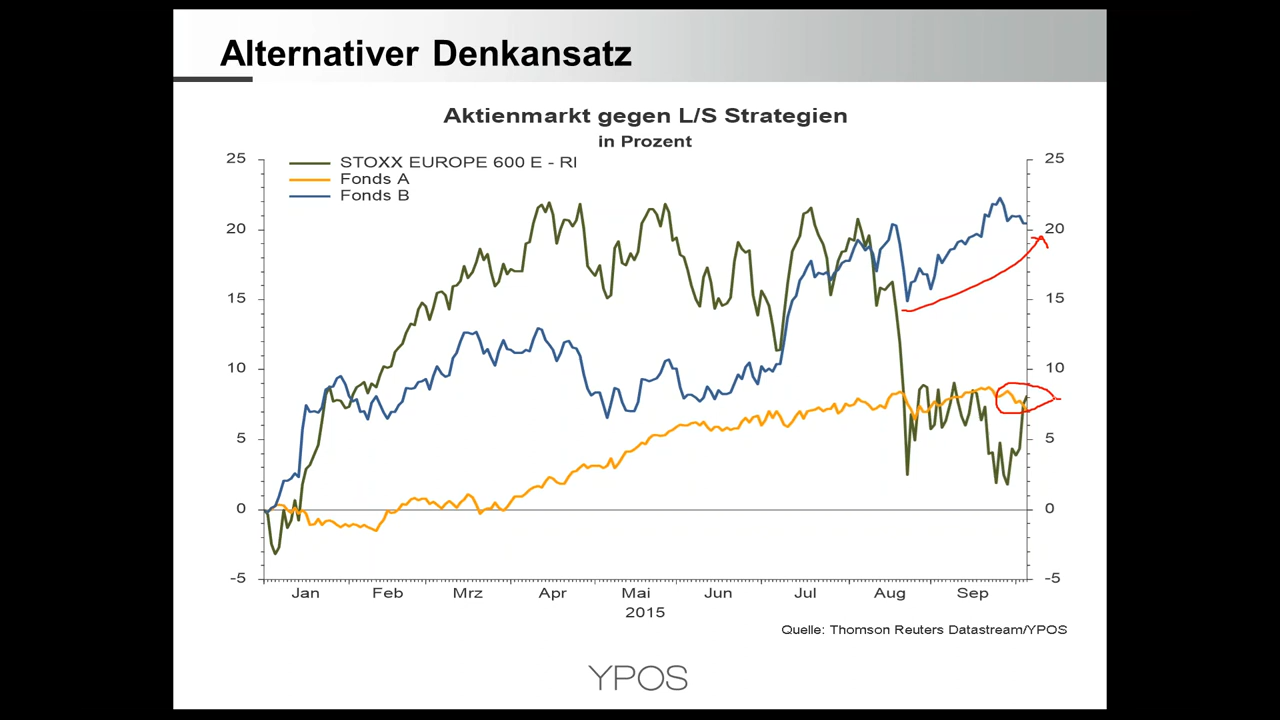 Alternativer Denkansatz
Aktienmarkt gegen L/S Strategien
in Prozent
STOXX EUROPE 600 E - RI
Fonds A
Fonds B
25 25
20 20
15 15
10 10
5 5
0 0
-5 -5
Jan Feb Mrz Apr Mai Jun Jul Aug Sep
2015
Quelle: Thomson Reuters Datastream/YPOS
YPOS